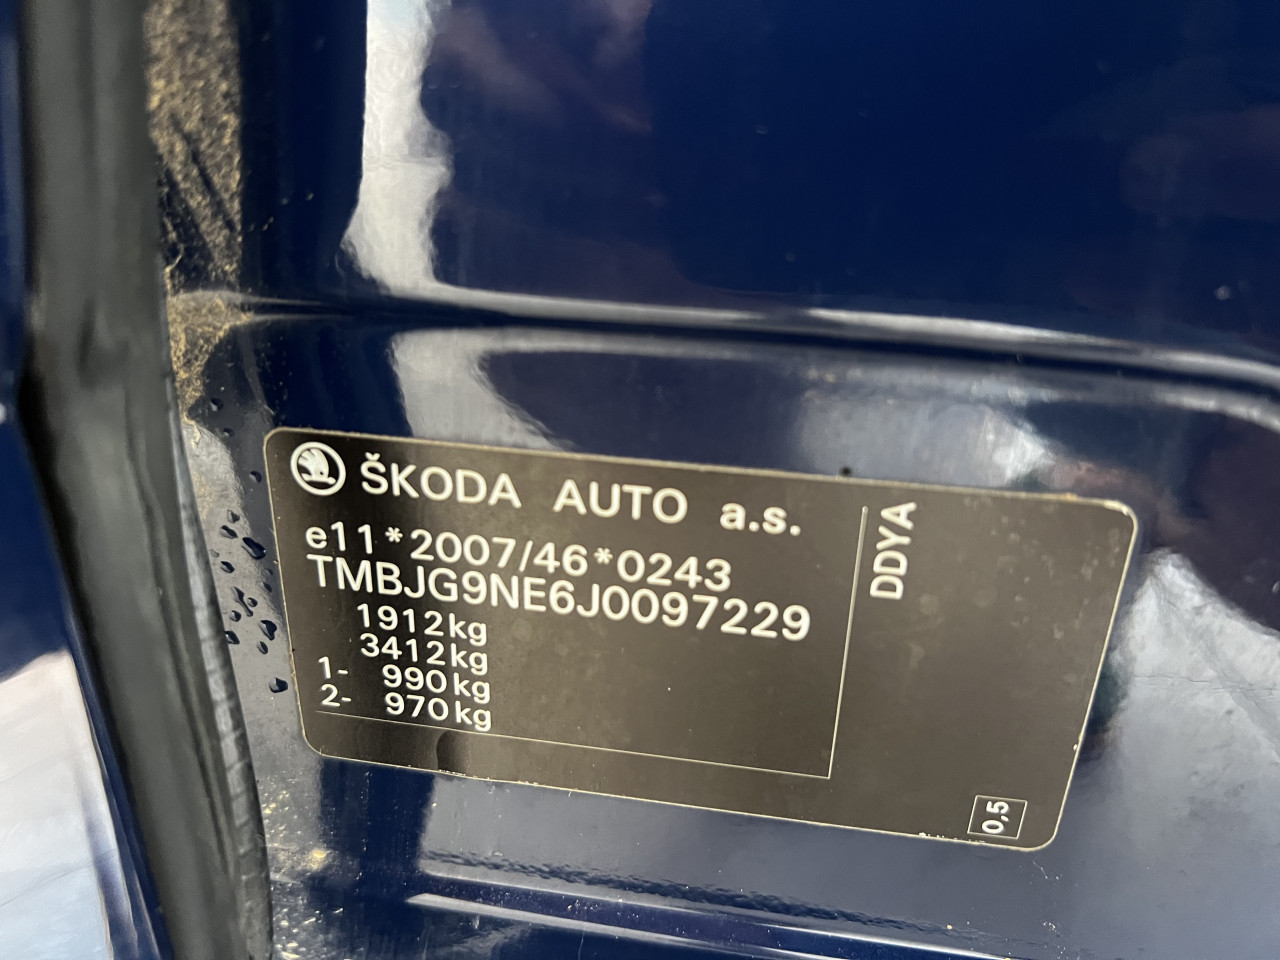 ŠKODA AUTO a.s.
e11*2007/46*0243
TMBJG9NE6J0097229
1912kg
3412kg
1- 990kg
2- 970kg
DDYA
0,5